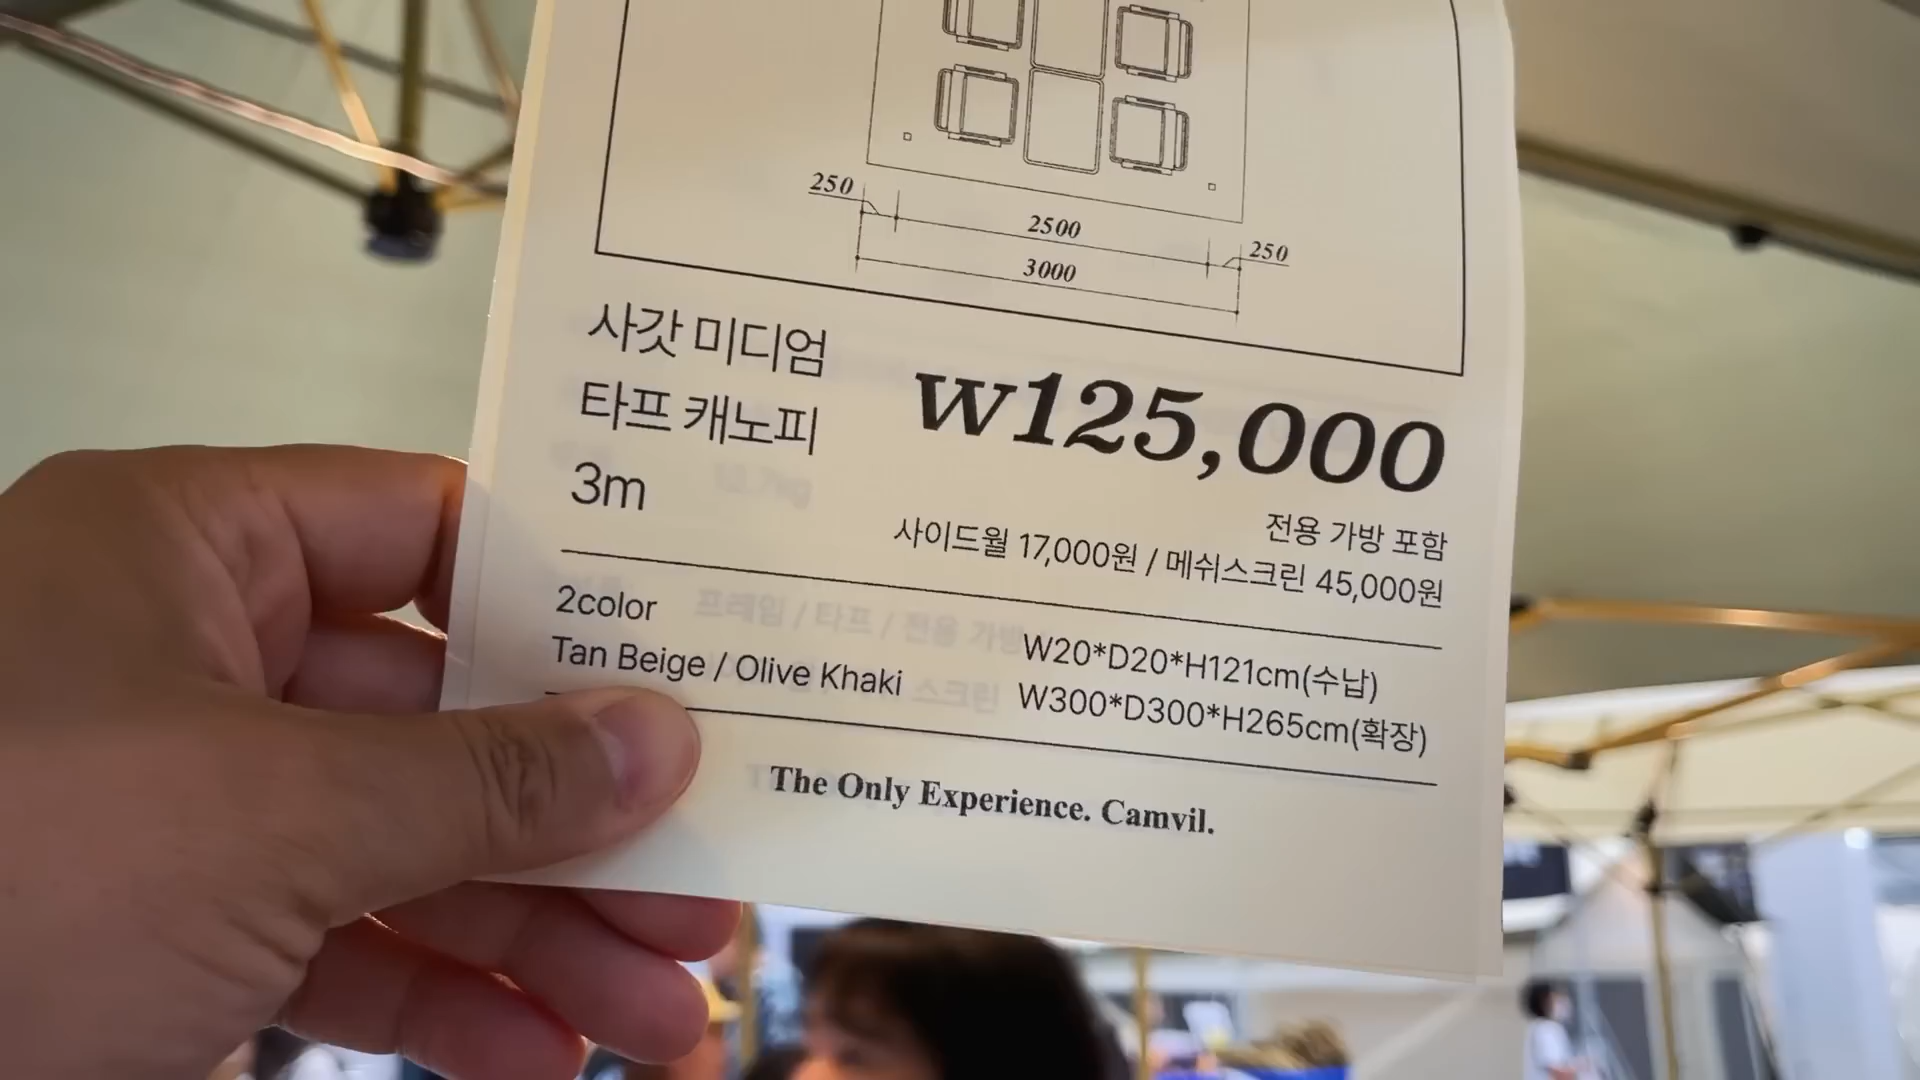 250
2500
250
3000
사갓 미디엄
타프 캐노피
3m
w125,000
전용 가방 포함
사이드월 17,000원 / 메쉬스크린 45,000원
2color
Tan Beige / Olive Khaki
W20*D20*H121cm(수납)
W300*D300*H265cm(확장)
The Only Experience. Camvil.